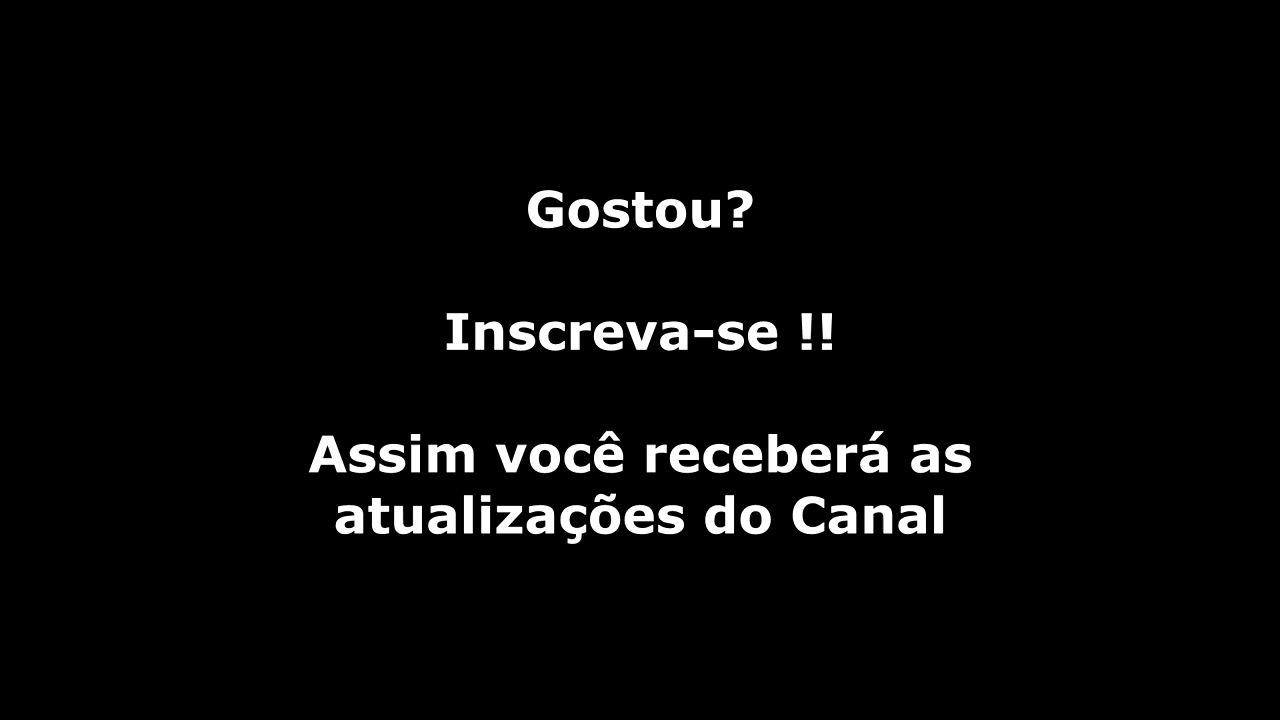 Gostou?
Inscreva-se !!
Assim você receberá as
atualizações do Canal